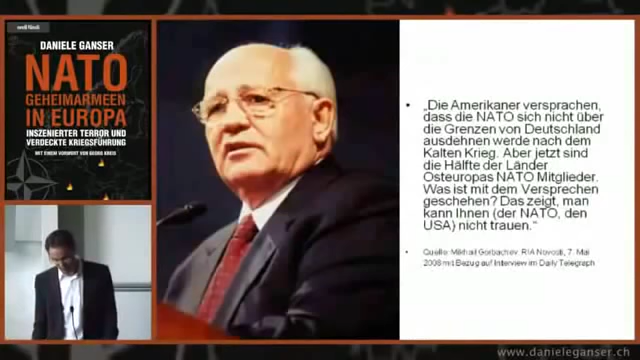 orell füssli
DANIELE GANSER
NATO
GEHEIMARMEEN
IN EUROPA
INSZENIERTER TERROR UND
VERDECKTE KRIEGSFÜHRUNG
MIT EINEM VORWORT VON GEORG KREIS
• „Die Amerikaner versprachen,
dass die NATO sich nicht über
die Grenzen von Deutschland
ausdehnen werde nach dem
Kalten Krieg. Aber jetzt sind
die Hälfte der Länder
Osteuropas NATO Mitglieder.
Was ist mit dem Versprechen
geschehen? Das zeigt, man
kann Ihnen (der NATO, den
USA) nicht trauen.“
• Quelle: Mikhail Gorbachev, RIA Novosti, 7. Mai
2008 mit Bezug auf Interview im Daily Telegraph
www.danieleganser.ch